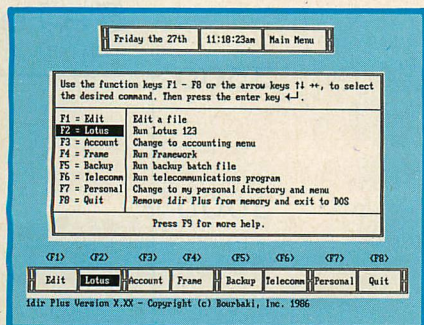 Friday the 27th 11:18:23am Main Menu
Use the function keys F1 - F8 or the arrow keys ↑↓ →←, to select
the desired command. Then press the enter key ←┘.
F1 = Edit Edit a file
F2 = Lotus Run Lotus 123
F3 = Account Change to accounting menu
F4 = Frame Run Framework
F5 = Backup Run backup batch file
F6 = Telecomm Run telecommunications program
F7 = Personal Change to my personal directory and menu
F8 = Quit Remove 1dir Plus from memory and exit to DOS
Press F9 for more help.
<F1> <F2> <F3> <F4> <F5> <F6> <F7> <F8>
Edit Lotus Account Frame Backup Telecomm Personal Quit
1dir Plus Version X.XX - Copyright (c) Bourbaki, Inc. 1986